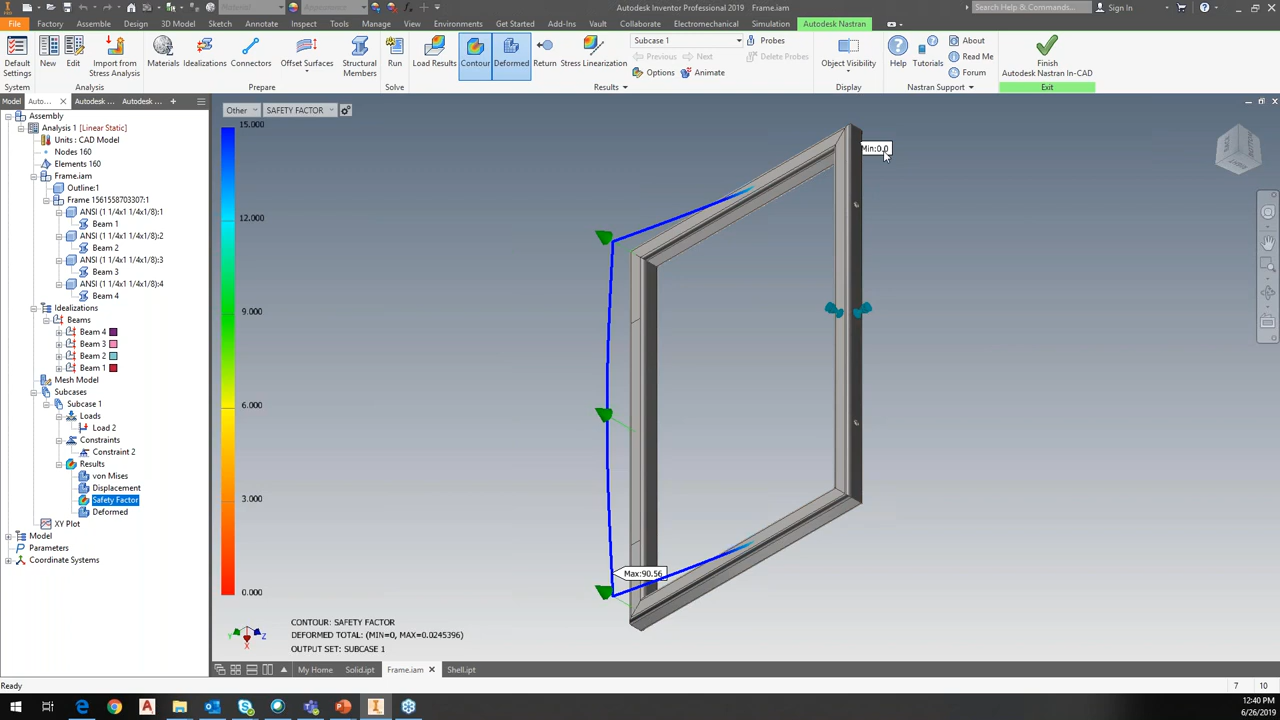 Material
Appearance
Autodesk Inventor Professional 2019  Frame.iam
Search Help & Commands...
Sign In
File
Factory
Assemble
Design
3D Model
Sketch
Annotate
Inspect
Tools
Manage
View
Environments
Get Started
Add-Ins
Vault
Collaborate
Electromechanical
Simulation
Autodesk Nastran
Default Settings
New
Edit
Import from Stress Analysis
Materials
Idealizations
Connectors
Offset Surfaces
Structural Members
Run
Load Results
Contour
Deformed
Return
Stress Linearization
Subcase 1
Previous
Next
Options
Animate
Probes
Delete Probes
Object Visibility
Help
Tutorials
About
Read Me
Forum
Finish Autodesk Nastran In-CAD
System
Analysis
Prepare
Solve
Results
Display
Nastran Support
Exit
Model
Auto...
Autodesk ...
Autodesk ...
Assembly
Analysis 1 [Linear Static]
Units : CAD Model
Nodes 160
Elements 160
Frame.iam
Outline:1
Frame 1561558703307:1
ANSI (1 1/4x1 1/4x1/8):1
Beam 1
ANSI (1 1/4x1 1/4x1/8):2
Beam 2
ANSI (1 1/4x1 1/4x1/8):3
Beam 3
ANSI (1 1/4x1 1/4x1/8):4
Beam 4
Idealizations
Beams
Beam 4
Beam 3
Beam 2
Beam 1
Mesh Model
Subcases
Subcase 1
Loads
Load 2
Constraints
Constraint 2
Results
von Mises
Displacement
Safety Factor
Deformed
XY Plot
Model
Parameters
Coordinate Systems
Other
SAFETY FACTOR
15.000
12.000
9.000
6.000
3.000
0.000
Min:0.0
Max:90.56
Y
Z
X
CONTOUR: SAFETY FACTOR
DEFORMED TOTAL: (MIN=0, MAX=0.0245396)
OUTPUT SET: SUBCASE 1
My Home
Solid.ipt
Frame.iam
Shell.ipt
Ready
7
10
12:40 PM
6/26/2019